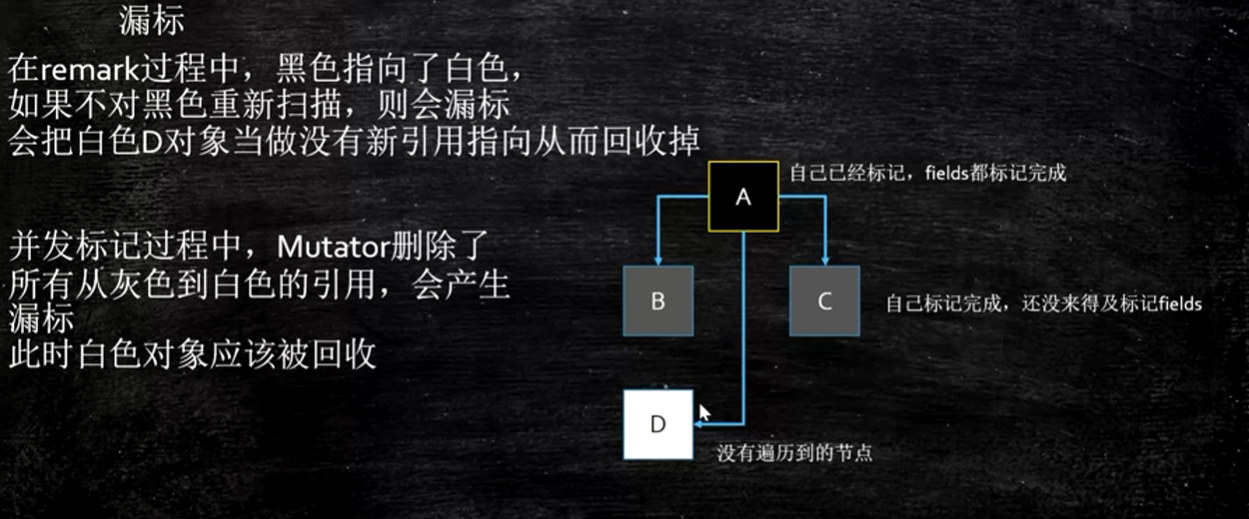 漏标
在remark过程中，黑色指向了白色，
如果不对黑色重新扫描，则会漏标
会把白色D对象当做没有新引用指向从而回收掉
A
自己已经标记，fields都标记完成
并发标记过程中，Mutator删除了
所有从灰色到白色的引用，会产生
漏标
此时白色对象应该被回收
B
C
自己标记完成，还没来得及标记fields
D
没有遍历到的节点